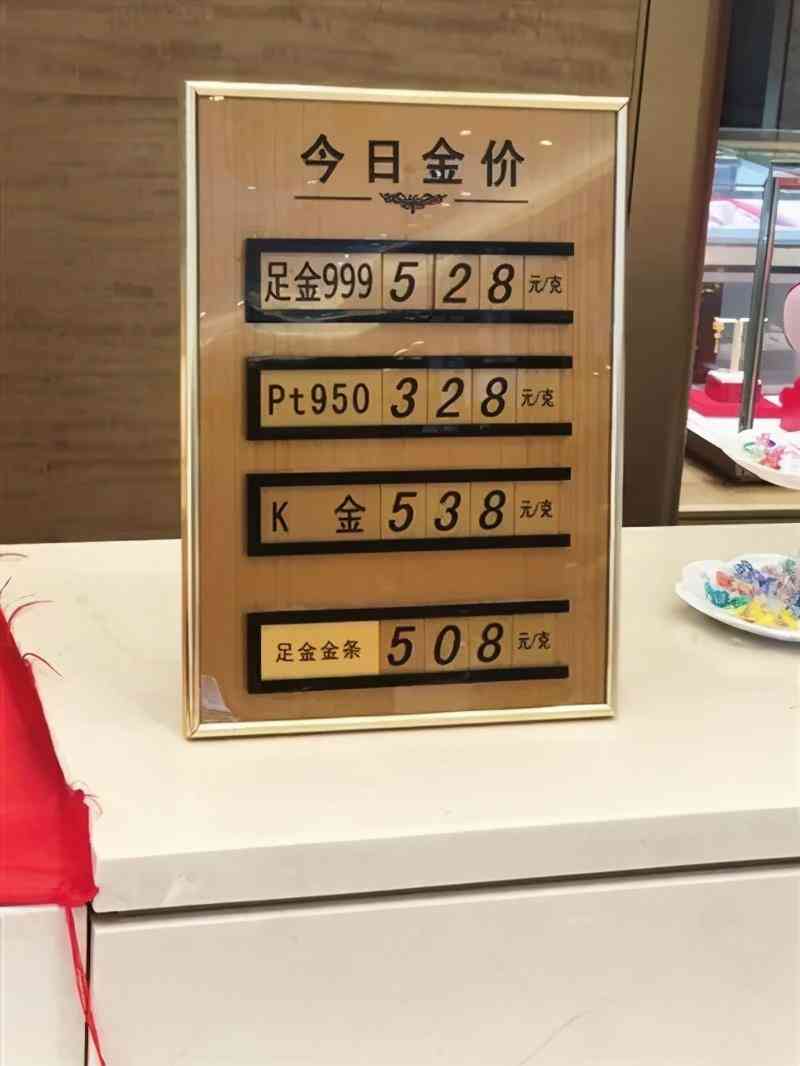 今日金价
足金999 528 元/克
Pt950 328 元/克
K 金 538 元/克
足金金条 508 元/克